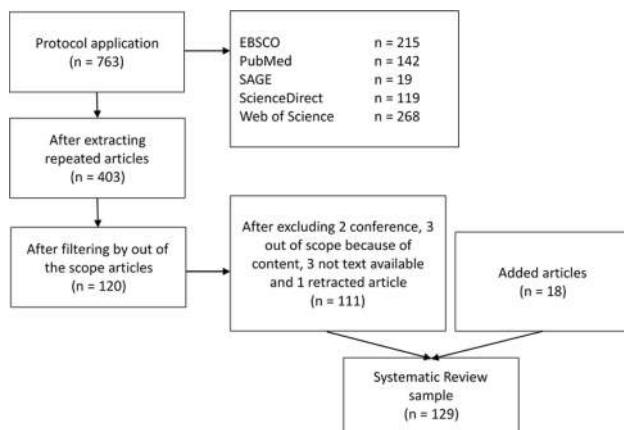 Protocol application
(n = 763)
EBSCO n = 215
PubMed n = 142
SAGE n = 19
ScienceDirect n = 119
Web of Science n = 268
After extracting
repeated articles
(n = 403)
After filtering by out of
the scope articles
(n = 120)
After excluding 2 conference, 3
out of scope because of
content, 3 not text available
and 1 retracted article
(n = 111)
Added articles
(n = 18)
Systematic Review
sample
(n = 129)